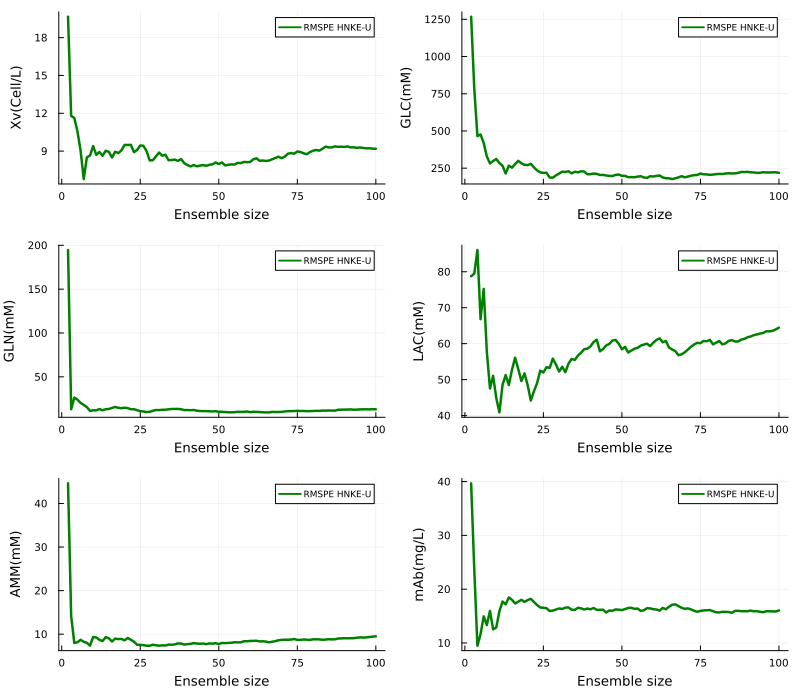 RMSPE HNKE-U
18
15
12
9
Xv(Cell/L)
0 25 50 75 100
Ensemble size
RMSPE HNKE-U
1250
1000
750
500
250
GLC(mM)
0 25 50 75 100
Ensemble size
RMSPE HNKE-U
200
150
100
50
GLN(mM)
0 25 50 75 100
Ensemble size
RMSPE HNKE-U
80
70
60
50
40
LAC(mM)
0 25 50 75 100
Ensemble size
RMSPE HNKE-U
40
30
20
10
AMM(mM)
0 25 50 75 100
Ensemble size
RMSPE HNKE-U
40
30
20
10
mAb(mg/L)
0 25 50 75 100
Ensemble size